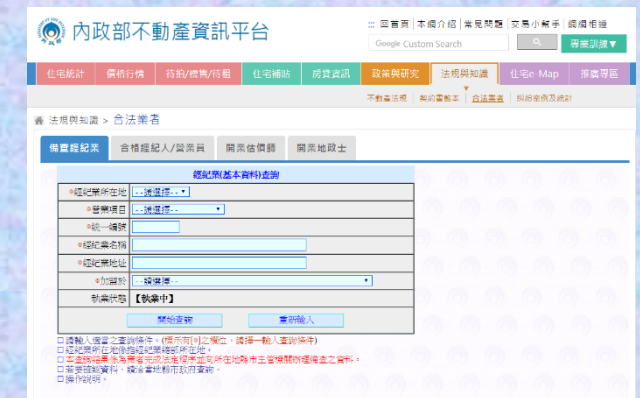 內政部不動產資訊平台
::: 回首頁 | 本網介紹 | 常見問題 | 交易小幫手 | 網網相連
Google Custom Search
專業訓練▼
住宅統計 價格行情 待拍/標售/待租 住宅補貼 房貸資訊 政策與研究 法規與知識 住宅e-Map 推廣專區
不動產法規 | 契約書範本 | 合法業者 | 糾紛案例及統計
法規與知識 > 合法業者
備查經紀業 合格經紀人/營業員 開業估價師 開業地政士
經紀業(基本資料)查詢
*經紀業所在地 --請選擇--
*營業項目 --請選擇--
*統一編號
*經紀業名稱
*經紀業地址
*加盟於 --請選擇--
執業狀態 【執業中】
開始查詢 重新輸入
□ 請輸入適當之查詢條件。(標示有[*]之欄位，請擇一輸入查詢條件)
□ 經紀業所在地係指經紀業總部所在地。
□ 本查詢結果係為業者完成法定程序並向所在地縣市主管機關辦理備查之資料。
□ 若要確認資料，請洽當地縣市政府查詢。
□ 操作說明。